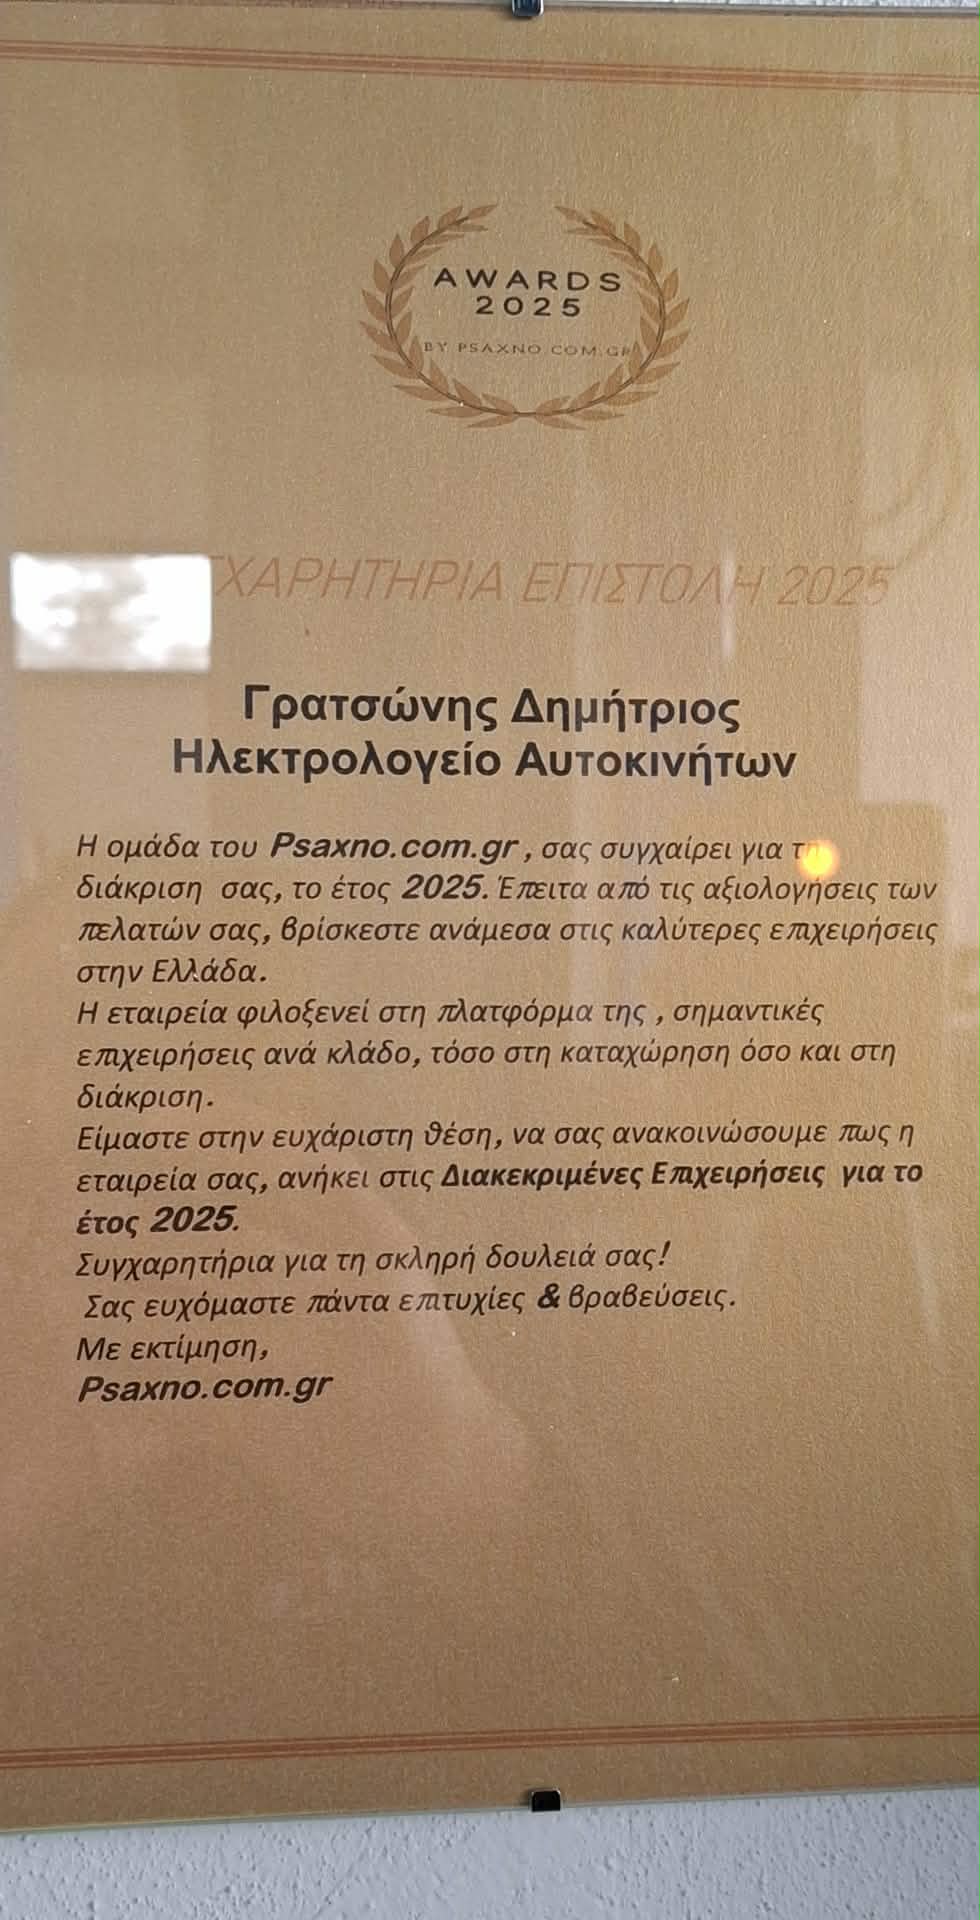 AWARDS
2025
BY PSAXNO.COM.GR
ΕΠΙΣΤΟΛΗ 2025
Γρατσώνης Δημήτριος
Ηλεκτρολογείο Αυτοκινήτων
Η ομάδα του Psaxno.com.gr , σας συγχαίρει για τη
διάκριση σας, το έτος 2025. Έπειτα από τις αξιολογήσεις των
πελατών σας, βρίσκεστε ανάμεσα στις καλύτερες επιχειρήσεις
στην Ελλάδα.
Η εταιρεία φιλοξενεί στη πλατφόρμα της , σημαντικές
επιχειρήσεις ανά κλάδο, τόσο στη καταχώρηση όσο και στη
διάκριση.
Είμαστε στην ευχάριστη θέση, να σας ανακοινώσουμε πως η
εταιρεία σας, ανήκει στις Διακεκριμένες Επιχειρήσεις για το
έτος 2025.
Συγχαρητήρια για τη σκληρή δουλειά σας!
Σας ευχόμαστε πάντα επιτυχίες & βραβεύσεις.
Με εκτίμηση,
Psaxno.com.gr